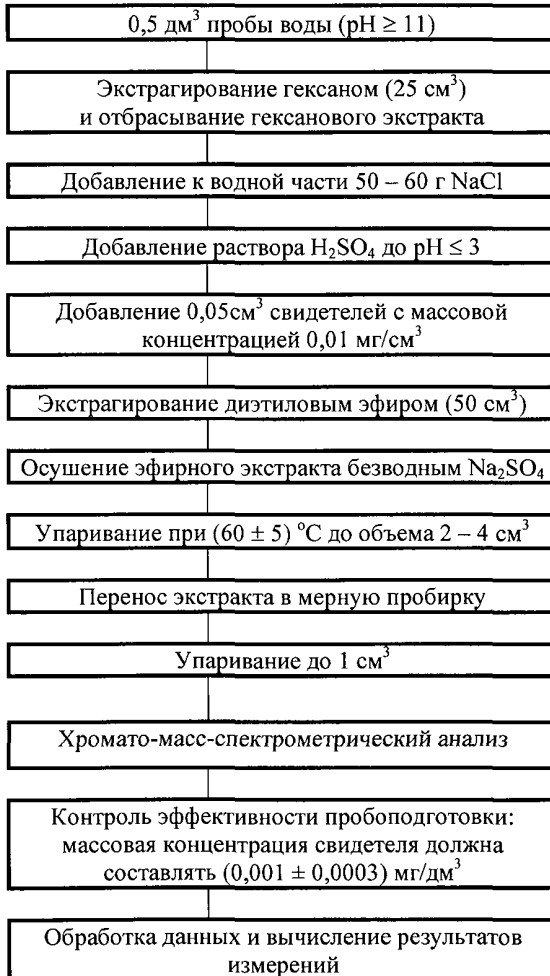 0,5 дм³ пробы воды (pH ≥ 11)
Экстрагирование гексаном (25 см³)
и отбрасывание гексанового экстракта
Добавление к водной части 50 – 60 г NaCl
Добавление раствора H₂SO₄ до pH ≤ 3
Добавление 0,05см³ свидетелей с массовой
концентрацией 0,01 мг/см³
Экстрагирование диэтиловым эфиром (50 см³)
Осушение эфирного экстракта безводным Na₂SO₄
Упаривание при (60 ± 5) °С до объема 2 – 4 см³
Перенос экстракта в мерную пробирку
Упаривание до 1 см³
Хромато-масс-спектрометрический анализ
Контроль эффективности пробоподготовки:
массовая концентрация свидетеля должна
составлять (0,001 ± 0,0003) мг/дм³
Обработка данных и вычисление результатов
измерений